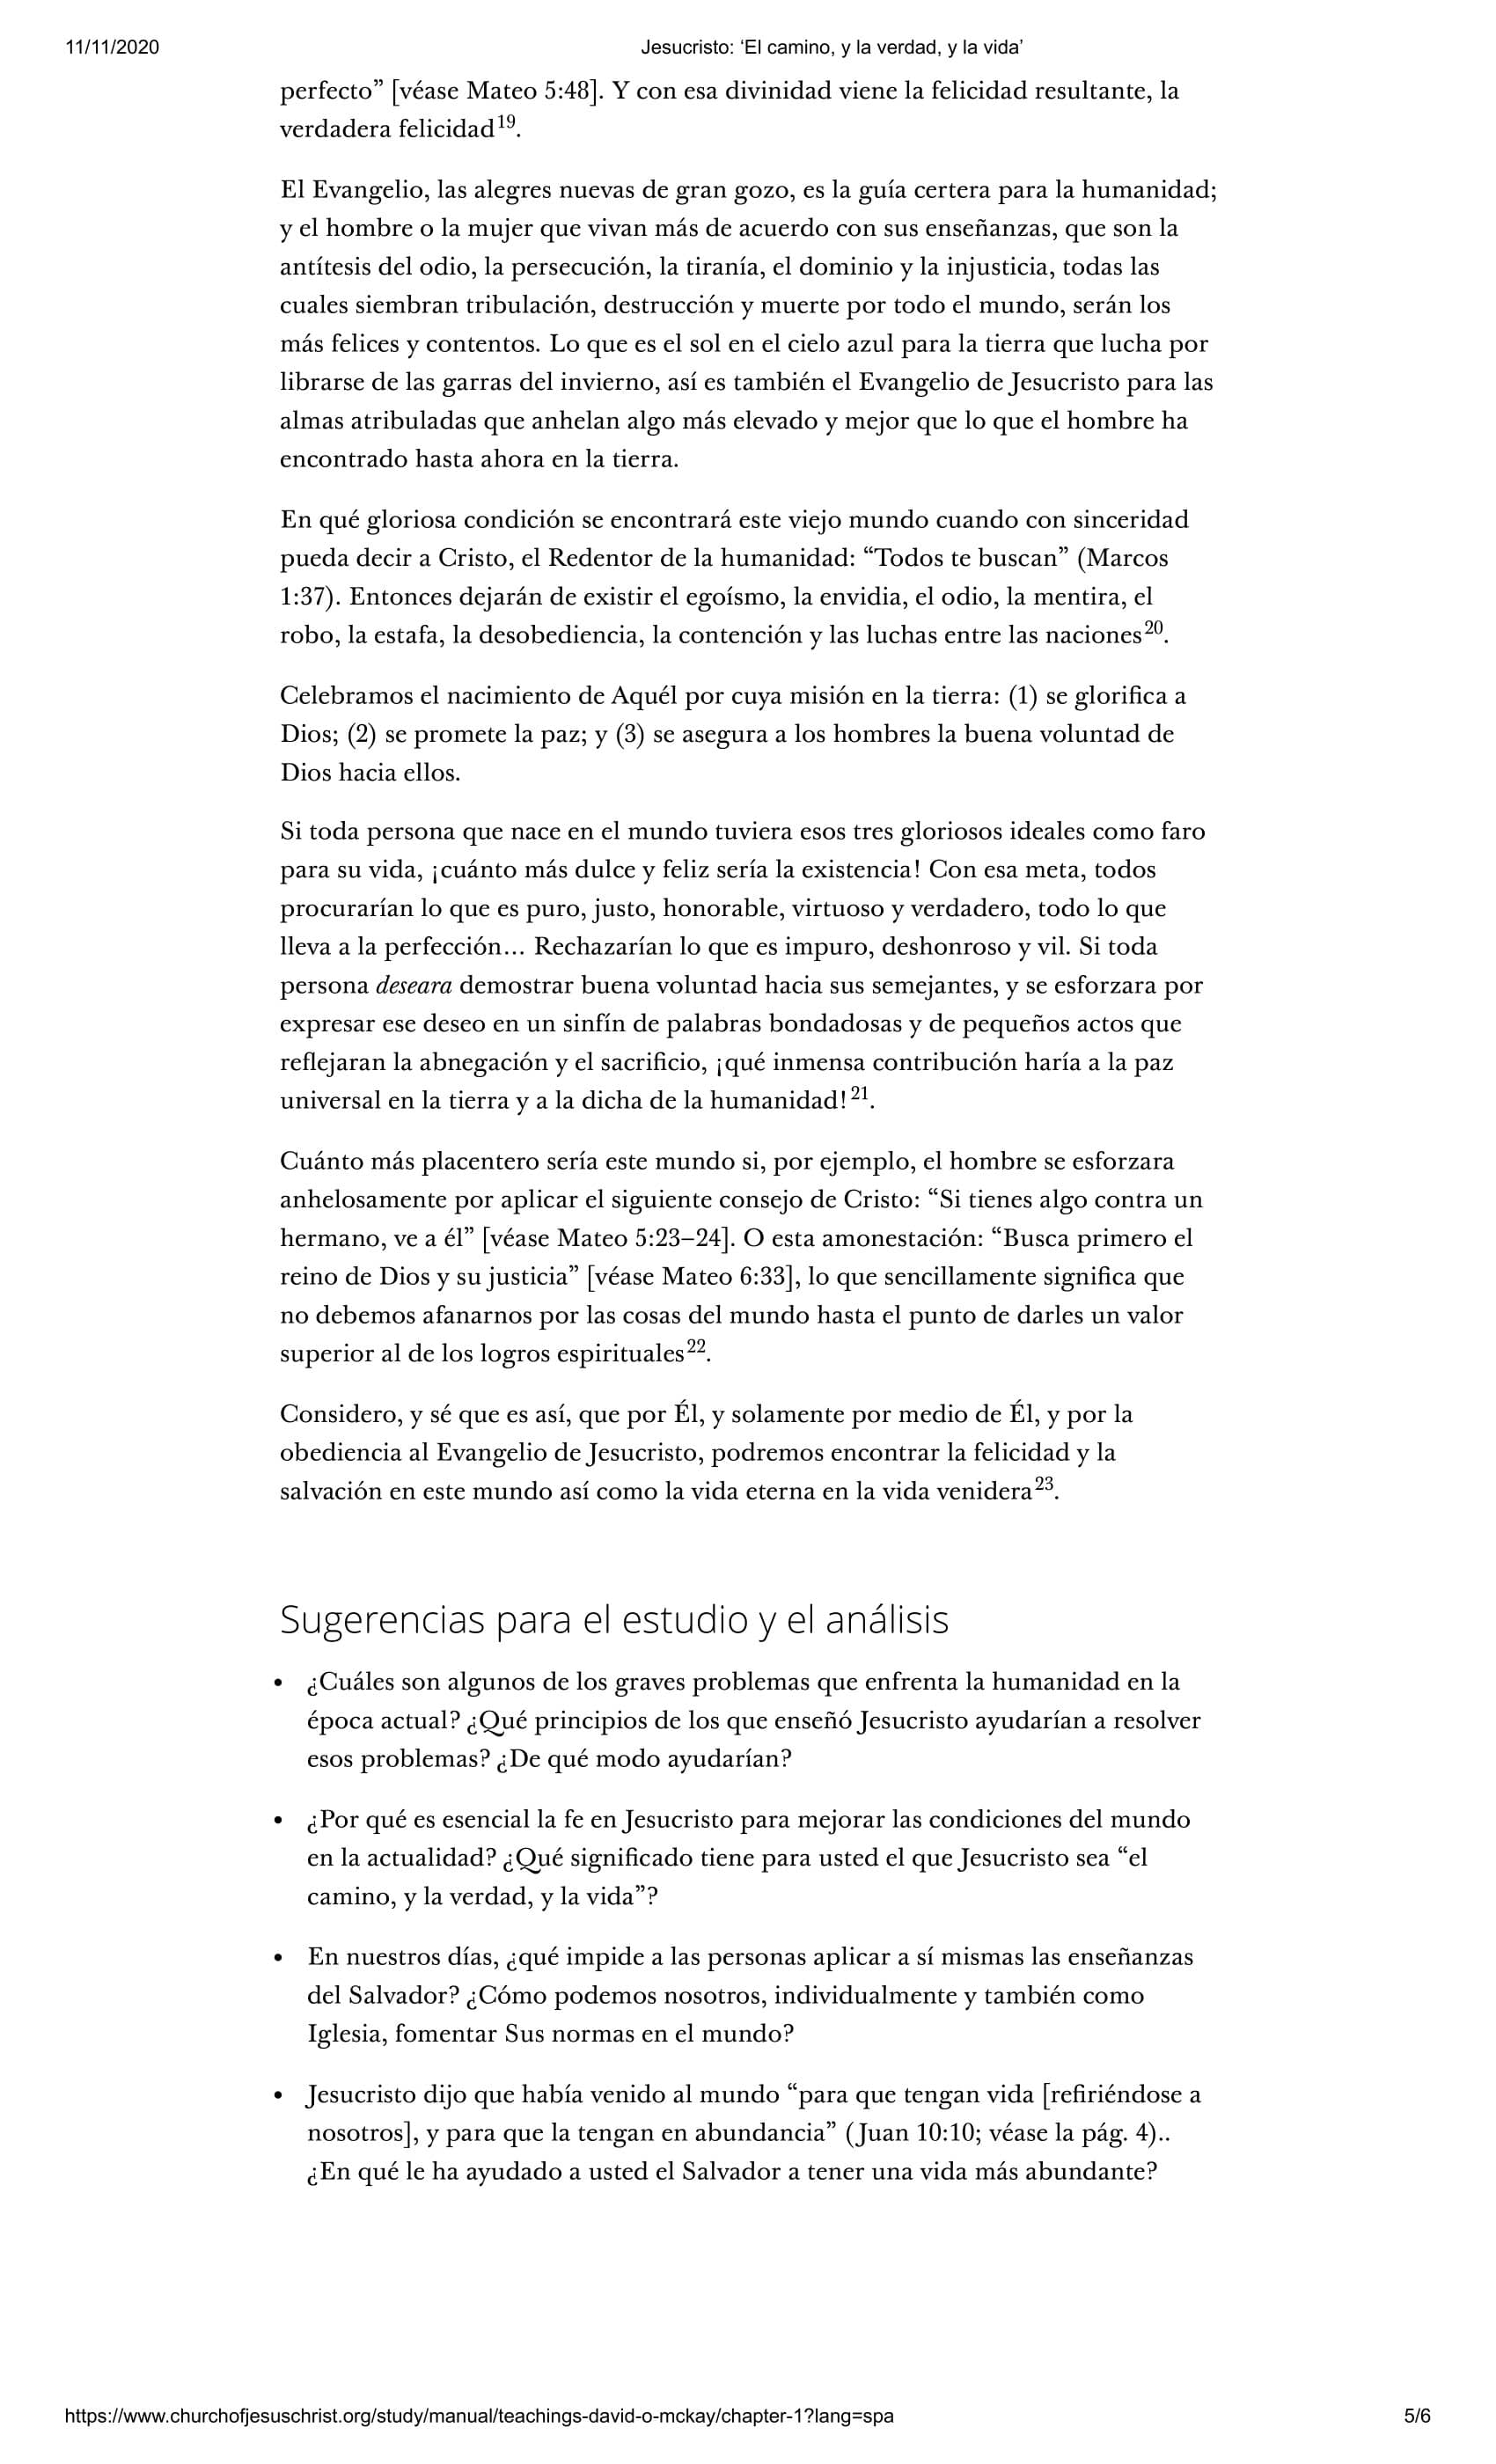 11/11/2020
Jesucristo: ‘El camino, y la verdad, y la vida’
perfecto” [véase Mateo 5:48]. Y con esa divinidad viene la felicidad resultante, la
verdadera felicidad19.
El Evangelio, las alegres nuevas de gran gozo, es la guía certera para la humanidad;
y el hombre o la mujer que vivan más de acuerdo con sus enseñanzas, que son la
antítesis del odio, la persecución, la tiranía, el dominio y la injusticia, todas las
cuales siembran tribulación, destrucción y muerte por todo el mundo, serán los
más felices y contentos. Lo que es el sol en el cielo azul para la tierra que lucha por
librarse de las garras del invierno, así es también el Evangelio de Jesucristo para las
almas atribuladas que anhelan algo más elevado y mejor que lo que el hombre ha
encontrado hasta ahora en la tierra.
En qué gloriosa condición se encontrará este viejo mundo cuando con sinceridad
pueda decir a Cristo, el Redentor de la humanidad: “Todos te buscan” (Marcos
1:37). Entonces dejarán de existir el egoísmo, la envidia, el odio, la mentira, el
robo, la estafa, la desobediencia, la contención y las luchas entre las naciones20.
Celebramos el nacimiento de Aquél por cuya misión en la tierra: (1) se glorifica a
Dios; (2) se promete la paz; y (3) se asegura a los hombres la buena voluntad de
Dios hacia ellos.
Si toda persona que nace en el mundo tuviera esos tres gloriosos ideales como faro
para su vida, ¡cuánto más dulce y feliz sería la existencia! Con esa meta, todos
procurarían lo que es puro, justo, honorable, virtuoso y verdadero, todo lo que
lleva a la perfección… Rechazarían lo que es impuro, deshonroso y vil. Si toda
persona deseara demostrar buena voluntad hacia sus semejantes, y se esforzara por
expresar ese deseo en un sinfín de palabras bondadosas y de pequeños actos que
reflejaran la abnegación y el sacrificio, ¡qué inmensa contribución haría a la paz
universal en la tierra y a la dicha de la humanidad!21.
Cuánto más placentero sería este mundo si, por ejemplo, el hombre se esforzara
anhelosamente por aplicar el siguiente consejo de Cristo: “Si tienes algo contra un
hermano, ve a él” [véase Mateo 5:23–24]. O esta amonestación: “Busca primero el
reino de Dios y su justicia” [véase Mateo 6:33], lo que sencillamente significa que
no debemos afanarnos por las cosas del mundo hasta el punto de darles un valor
superior al de los logros espirituales22.
Considero, y sé que es así, que por Él, y solamente por medio de Él, y por la
obediencia al Evangelio de Jesucristo, podremos encontrar la felicidad y la
salvación en este mundo así como la vida eterna en la vida venidera23.
Sugerencias para el estudio y el análisis
• ¿Cuáles son algunos de los graves problemas que enfrenta la humanidad en la
época actual? ¿Qué principios de los que enseñó Jesucristo ayudarían a resolver
esos problemas? ¿De qué modo ayudarían?
• ¿Por qué es esencial la fe en Jesucristo para mejorar las condiciones del mundo
en la actualidad? ¿Qué significado tiene para usted el que Jesucristo sea “el
camino, y la verdad, y la vida”?
• En nuestros días, ¿qué impide a las personas aplicar a sí mismas las enseñanzas
del Salvador? ¿Cómo podemos nosotros, individualmente y también como
Iglesia, fomentar Sus normas en el mundo?
• Jesucristo dijo que había venido al mundo “para que tengan vida [refiriéndose a
nosotros], y para que la tengan en abundancia” (Juan 10:10; véase la pág. 4)..
¿En qué le ha ayudado a usted el Salvador a tener una vida más abundante?
https://www.churchofjesuschrist.org/study/manual/teachings-david-o-mckay/chapter-1?lang=spa
5/6